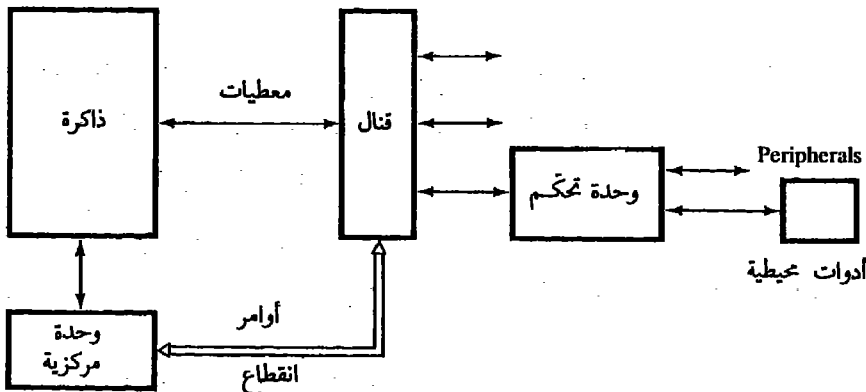 ذاكرة
معطيات
قنال
وحدة تحكّم
Peripherals
أدوات محيطية
أوامر
انقطاع
وحدة
مركزية